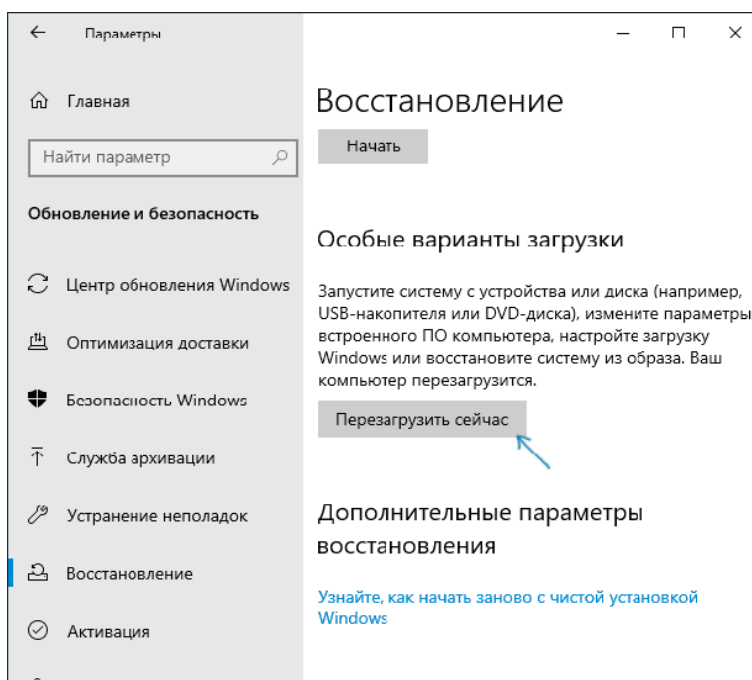 Параметры
Главная
Найти параметр
Обновление и безопасность
Центр обновления Windows
Оптимизация доставки
Безопасность Windows
Служба архивации
Устранение неполадок
Восстановление
Активация
Восстановление
Начать
Особые варианты загрузки
Запустите систему с устройства или диска (например,
USB-накопителя или DVD-диска), измените параметры
встроенного ПО компьютера, настройте загрузку
Windows или восстановите систему из образа. Ваш
компьютер перезагрузится.
Перезагрузить сейчас
Дополнительные параметры
восстановления
Узнайте, как начать заново с чистой установкой
Windows